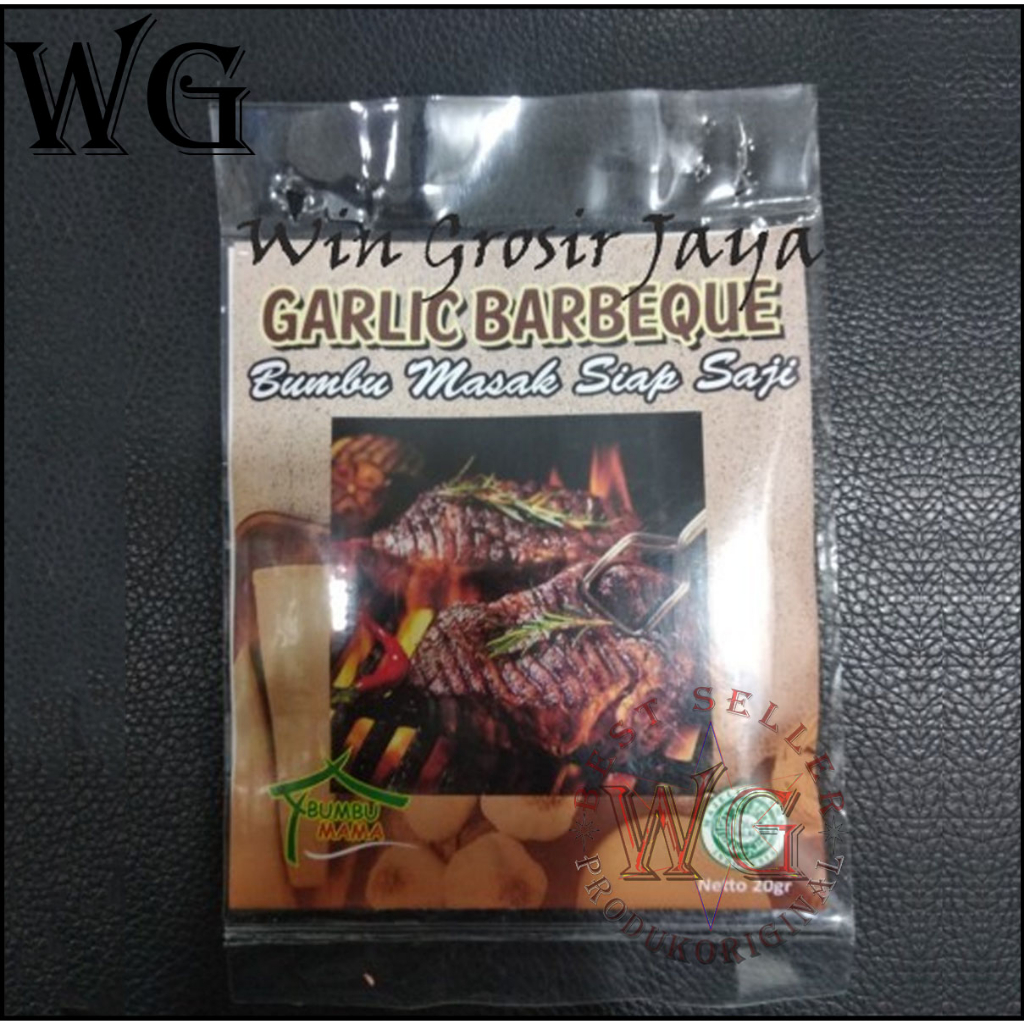 WG
Win Grosir Jaya
GARLIC BARBEQUE
Bumbu Masak Siap Saji
BUMBU
MAMA
BEST SELLER
WG
PRODUK ORIGINAL
Netto 20gr